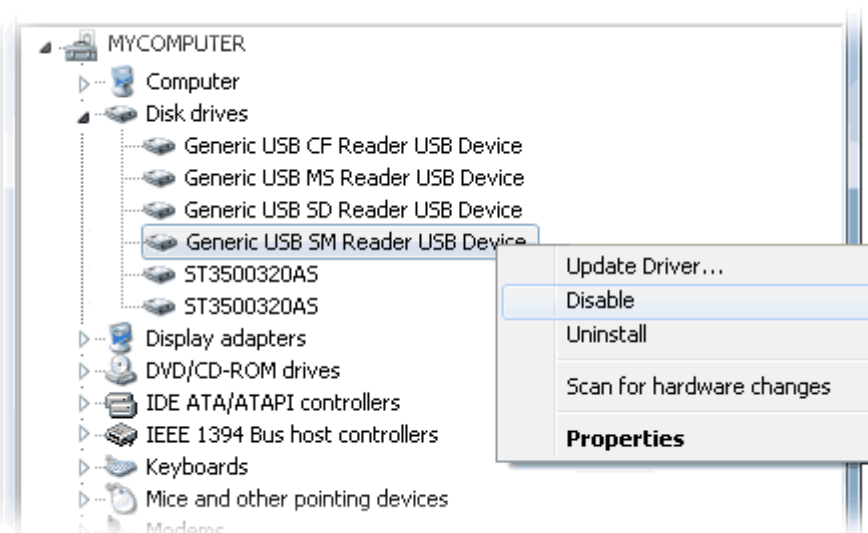 MYCOMPUTER
Computer
Disk drives
Generic USB CF Reader USB Device
Generic USB MS Reader USB Device
Generic USB SD Reader USB Device
Generic USB SM Reader USB Device
ST3500320AS
ST3500320AS
Display adapters
DVD/CD-ROM drives
IDE ATA/ATAPI controllers
IEEE 1394 Bus host controllers
Keyboards
Mice and other pointing devices
Modems
Update Driver...
Disable
Uninstall
Scan for hardware changes
Properties